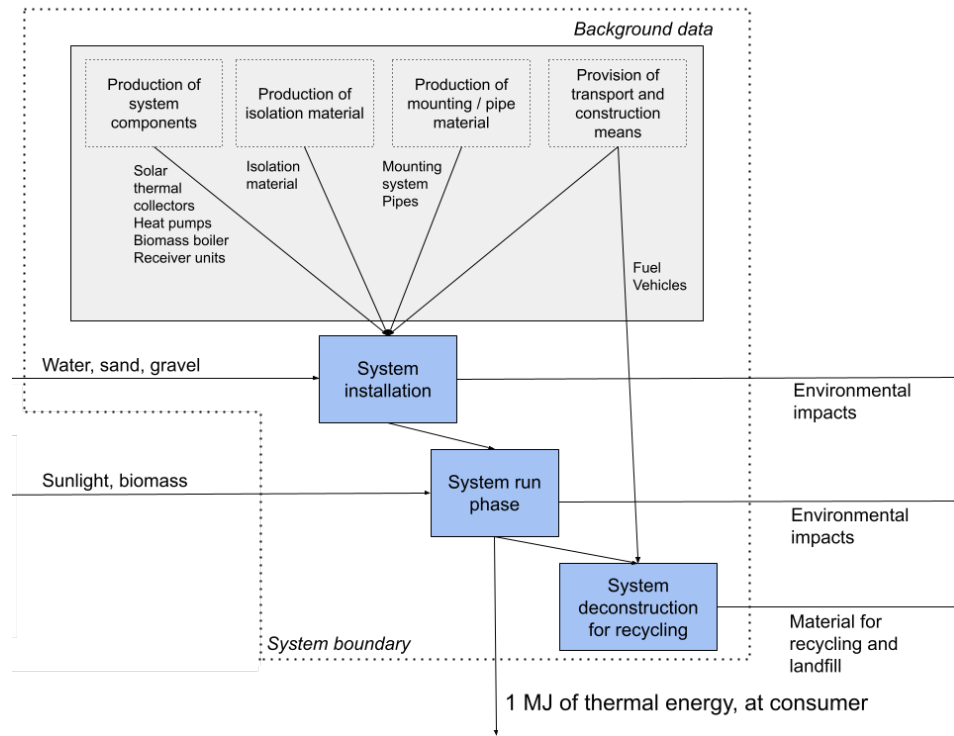 Background data
Production of
system
components
Production of
isolation material
Production of
mounting / pipe
material
Provision of
transport and
construction
means
Solar
thermal
collectors
Heat pumps
Biomass boiler
Receiver units
Isolation
material
Mounting
system
Pipes
Fuel
Vehicles
Water, sand, gravel
System
installation
Environmental
impacts
Sunlight, biomass
System run
phase
Environmental
impacts
System
deconstruction
for recycling
Material for
recycling and
landfill
System boundary
1 MJ of thermal energy, at consumer